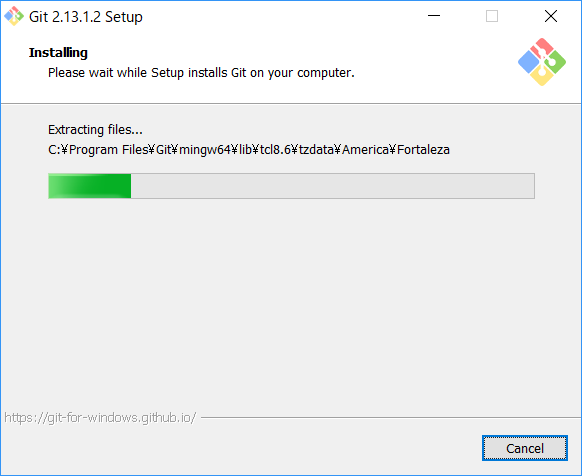 Git 2.13.1.2 Setup
Installing
Please wait while Setup installs Git on your computer.
Extracting files...
C:¥Program Files¥Git¥mingw64¥lib¥tcl8.6¥tzdata¥America¥Fortaleza
https://git-for-windows.github.io/
Cancel